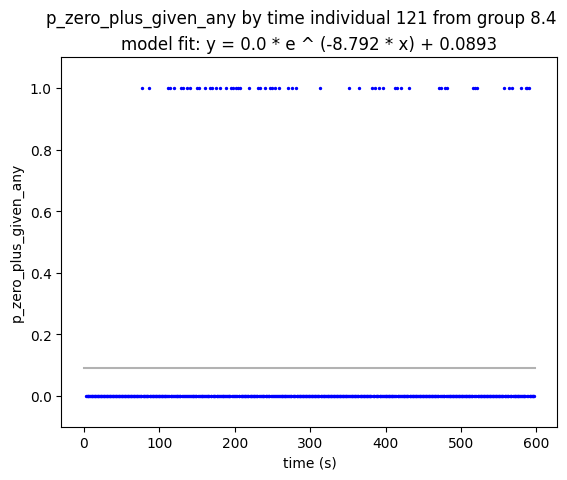 p_zero_plus_given_any by time individual 121 from group 8.4
model fit: y = 0.0 * e ^ (-8.792 * x) + 0.0893
1.0
0.8
0.6
0.4
0.2
0.0
p_zero_plus_given_any
0 100 200 300 400 500 600
time (s)